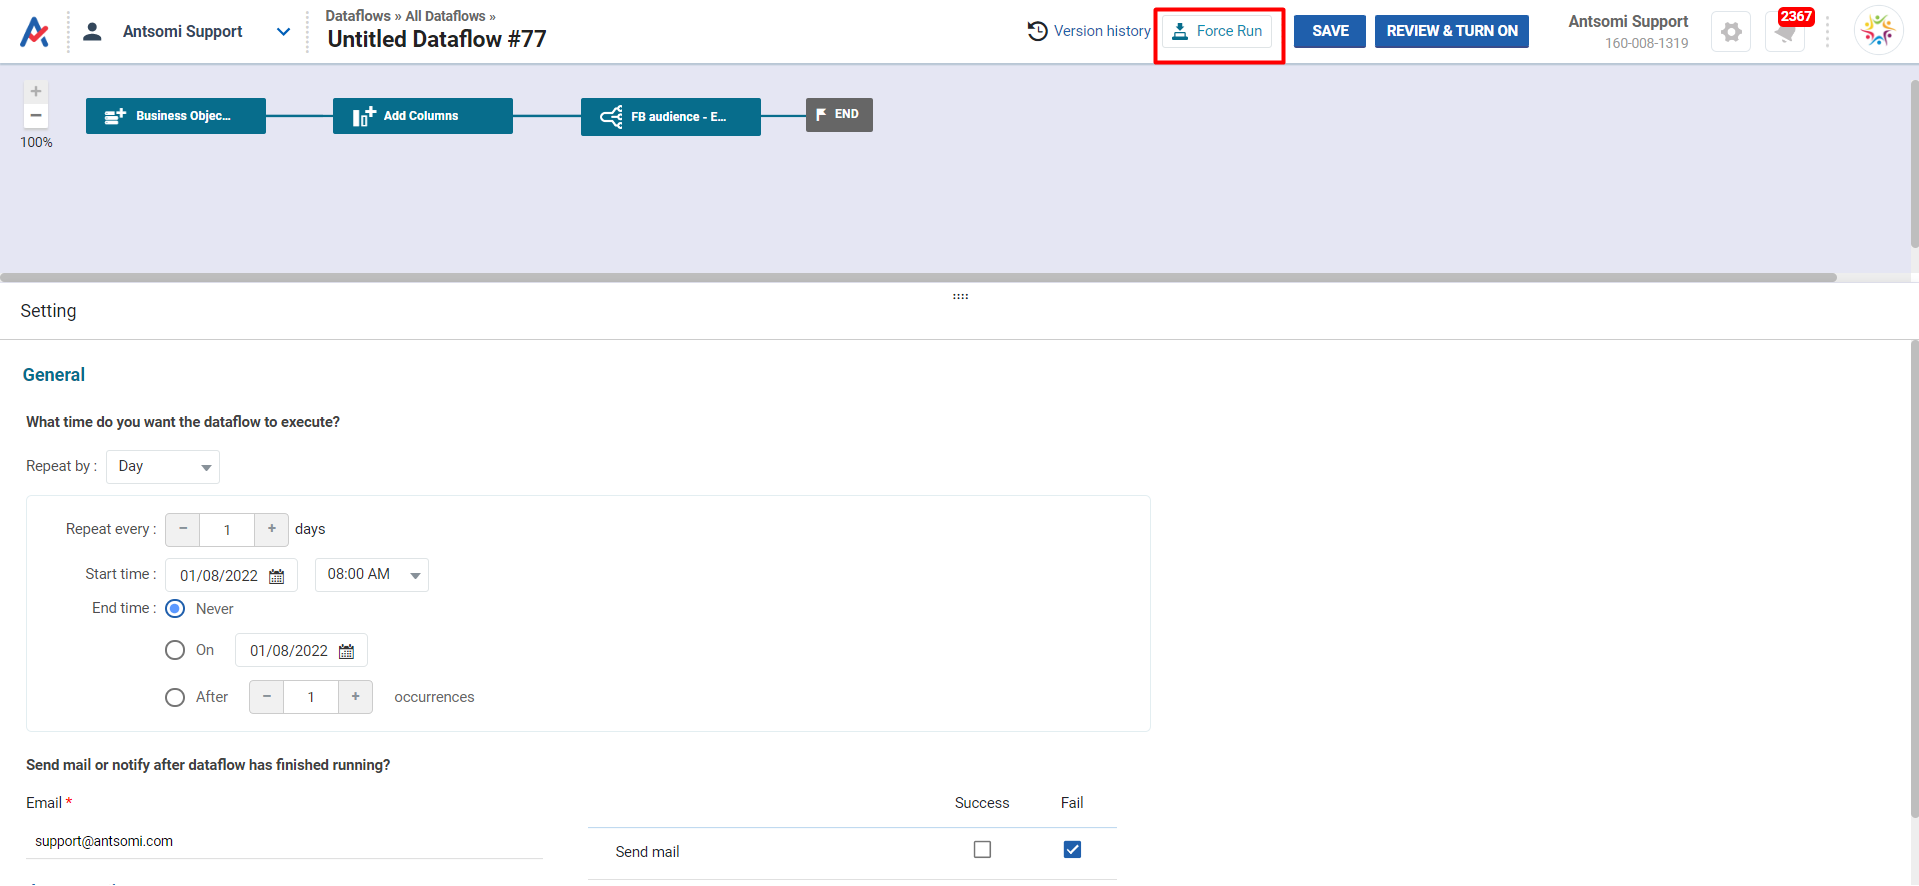 Antsomi Support
Dataflows » All Dataflows »
Untitled Dataflow #77
Version history
Force Run
SAVE
REVIEW & TURN ON
Antsomi Support
160-008-1319
2367
100%
Business Objec...
Add Columns
FB audience - E...
END
Setting
General
What time do you want the dataflow to execute?
Repeat by : Day
Repeat every : − 1 + days
Start time : 01/08/2022 08:00 AM
End time : Never
On 01/08/2022
After − 1 + occurrences
Send mail or notify after dataflow has finished running?
Email * Success Fail
support@antsomi.com
Send mail